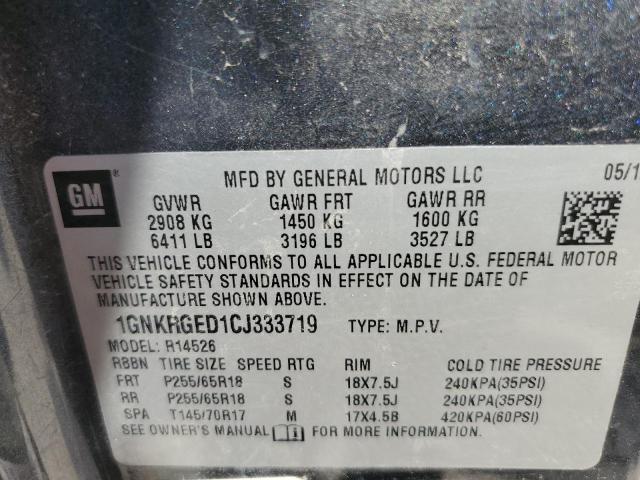 GM
MFD BY GENERAL MOTORS LLC 05/1
GVWR GAWR FRT GAWR RR
2908 KG 1450 KG 1600 KG
6411 LB 3196 LB 3527 LB
THIS VEHICLE CONFORMS TO ALL APPLICABLE U.S. FEDERAL MOTOR
VEHICLE SAFETY STANDARDS IN EFFECT ON THE DATE OF
MANUFACTURE SHOWN ABOVE.
1GNKRGED1CJ333719 TYPE: M.P.V.
MODEL: R14526
RBBN TIRE SIZE SPEED RTG RIM COLD TIRE PRESSURE
FRT P255/65R18 S 18X7.5J 240KPA(35PSI)
RR P255/65R18 S 18X7.5J 240KPA(35PSI)
SPA T145/70R17 M 17X4.5B 420KPA(60PSI)
SEE OWNER'S MANUAL FOR MORE INFORMATION.